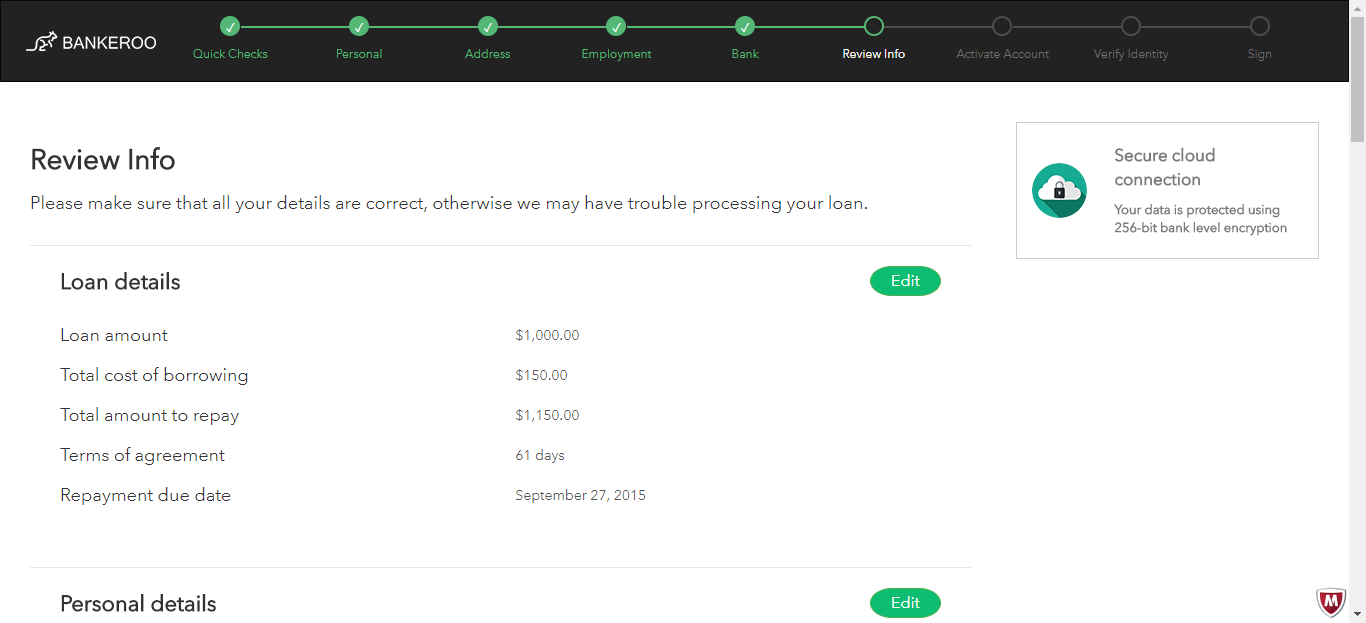 BANKEROO
Quick Checks
Personal
Address
Employment
Bank
Review Info
Activate Account
Verify Identity
Sign
Review Info
Please make sure that all your details are correct, otherwise we may have trouble processing your loan.
Secure cloud
connection
Your data is protected using
256-bit bank level encryption
Loan details
Edit
Loan amount $1,000.00
Total cost of borrowing $150.00
Total amount to repay $1,150.00
Terms of agreement 61 days
Repayment due date September 27, 2015
Personal details
Edit
M